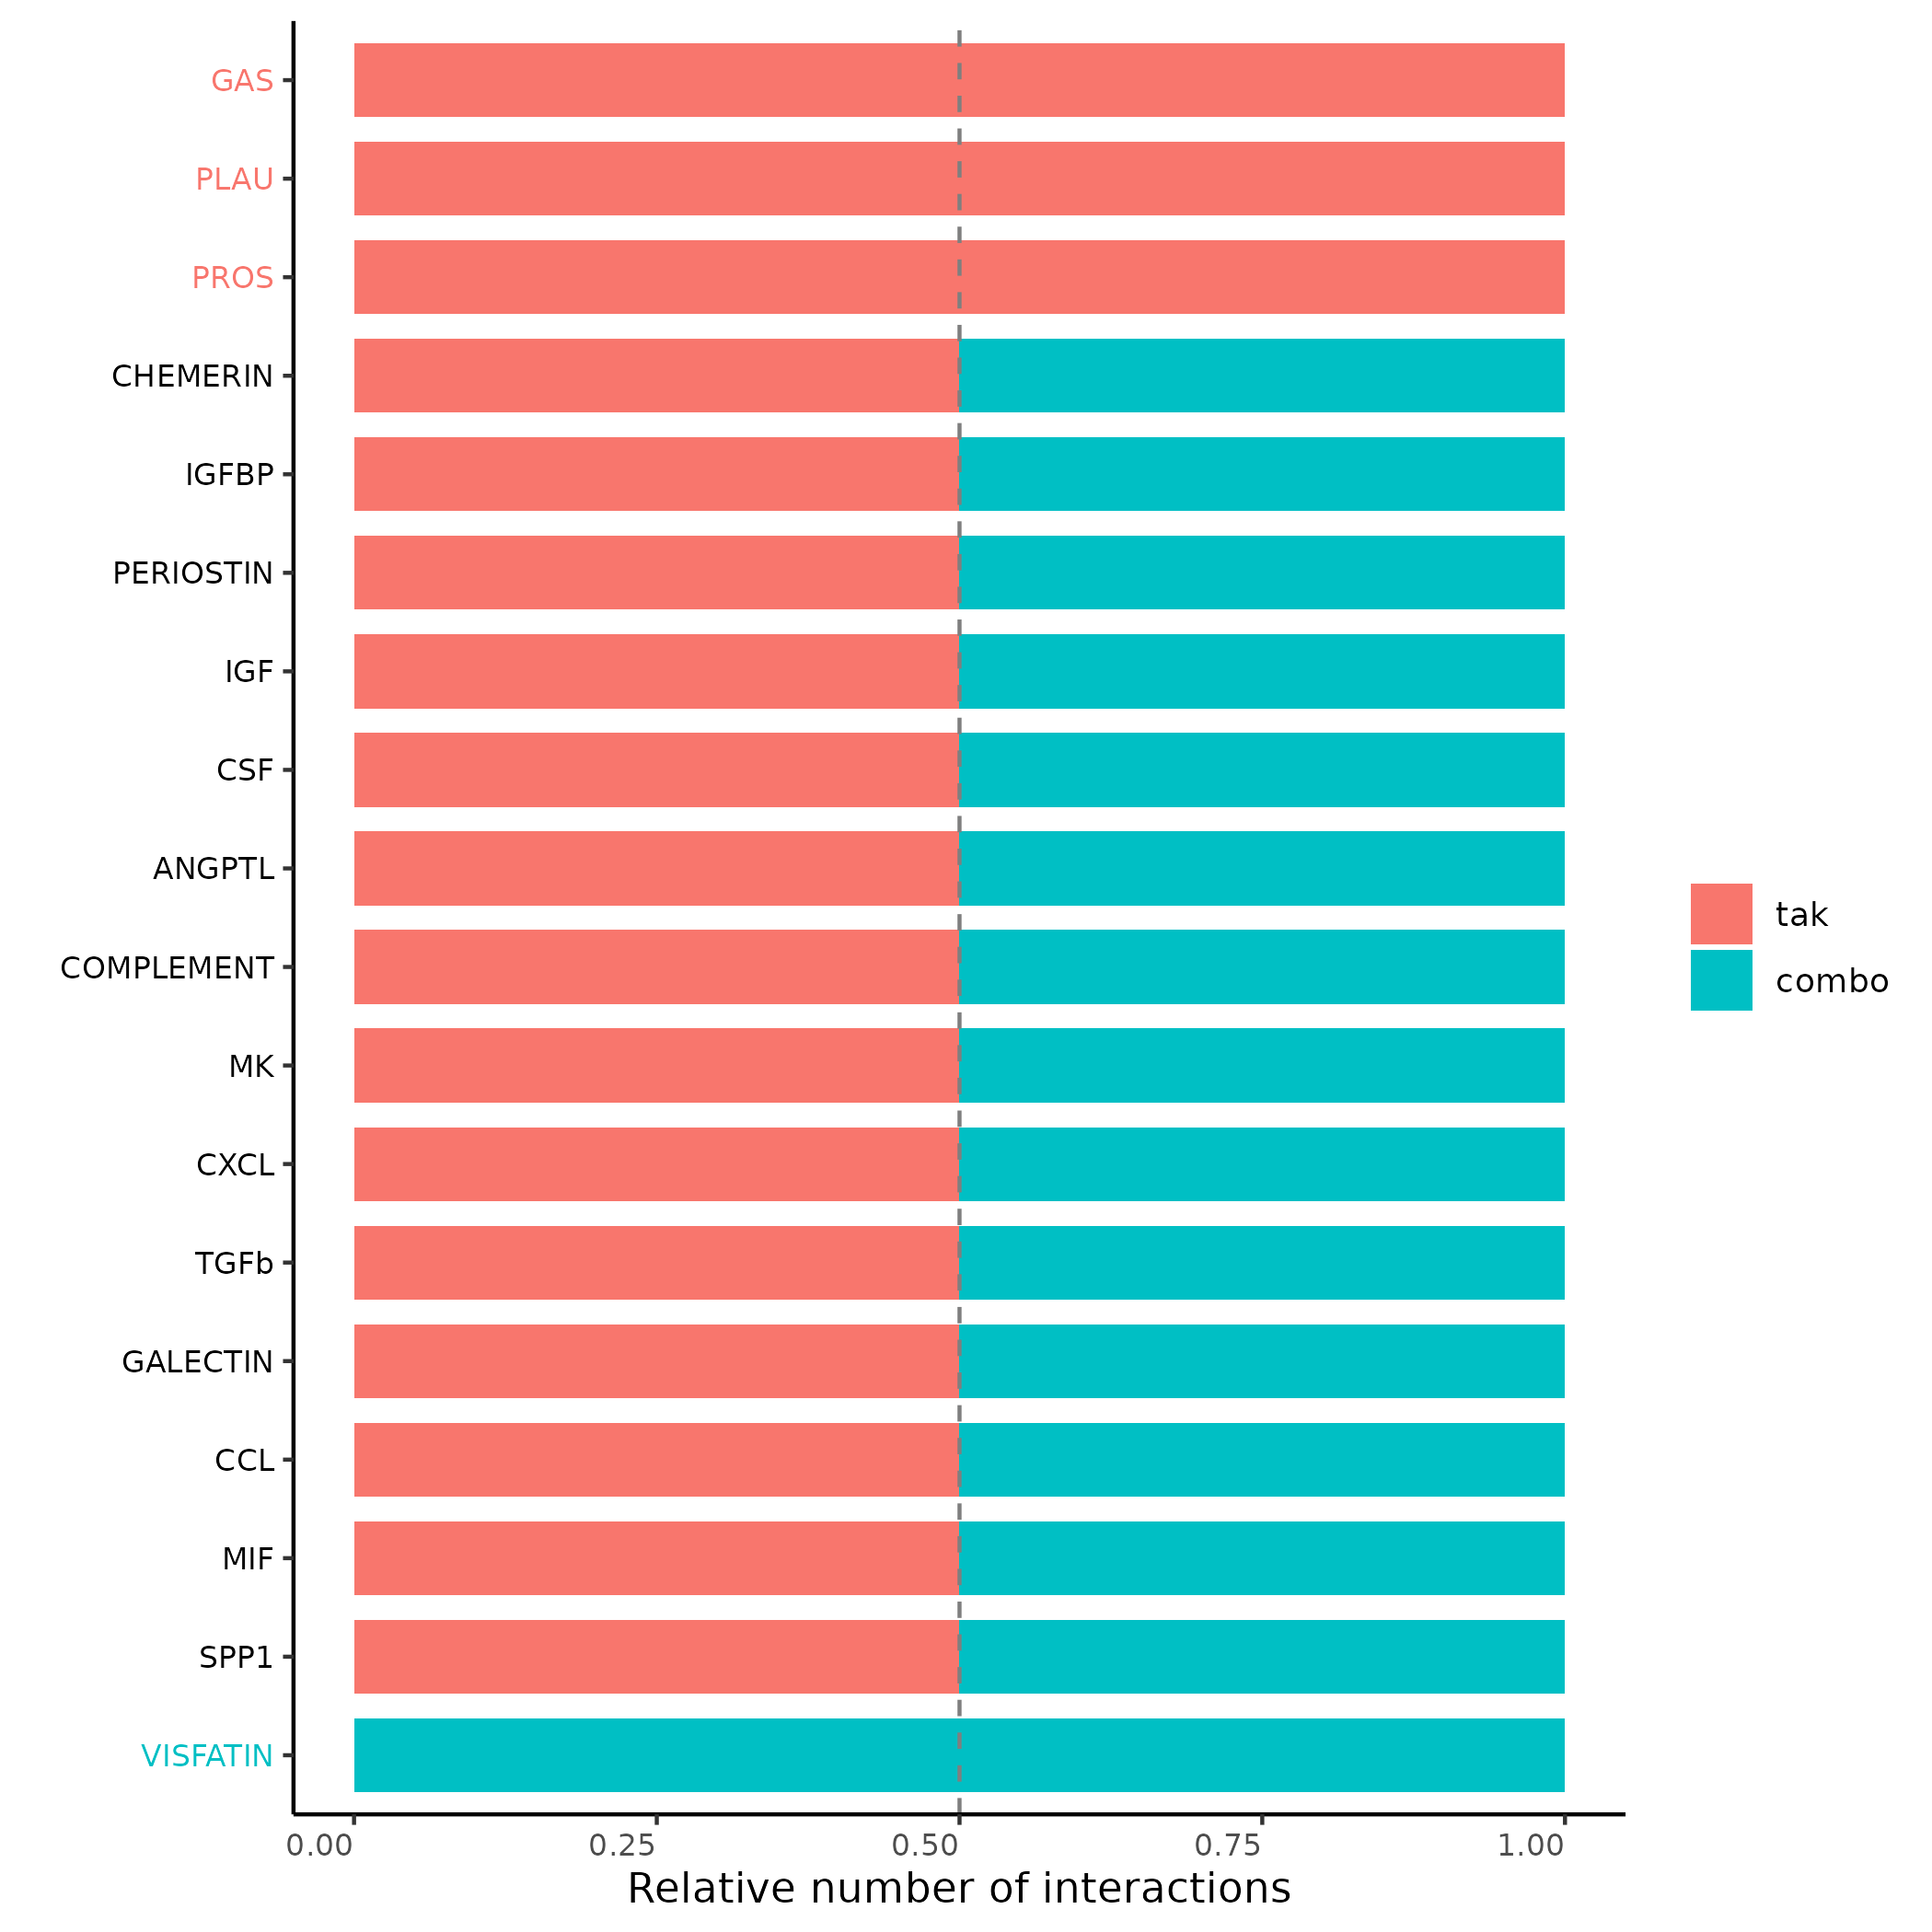 GAS
PLAU
PROS
CHEMERIN
IGFBP
PERIOSTIN
IGF
CSF
ANGPTL
COMPLEMENT
MK
CXCL
TGFb
GALECTIN
CCL
MIF
SPP1
VISFATIN
0.00 0.25 0.50 0.75 1.00
Relative number of interactions
tak
combo